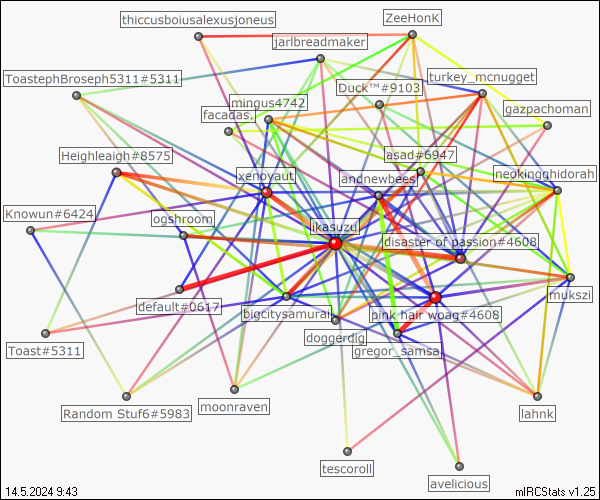 thiccusboiusalexusjoneus
ZeeHonK
jarlbreadmaker
ToastephBroseph5311#5311
turkey_mcnugget
Duck™#9103
mingus4742
gazpachoman
facadas.
Heighleaigh#8575
asad#6947
xenoyaut
andnewbees
neokingghidorah
Knowun#6424
ogshroom
ikasuzu
disaster of passion#4608
default#0617
mukszi
bigcitysamurai
pink hair woag#4608
doggerdig
Toast#5311
gregor_samsa
Random Stuf6#5983
moonraven
lahnk
tescoroll
avelicious
14.5.2024 9:43
mIRCStats v1.25